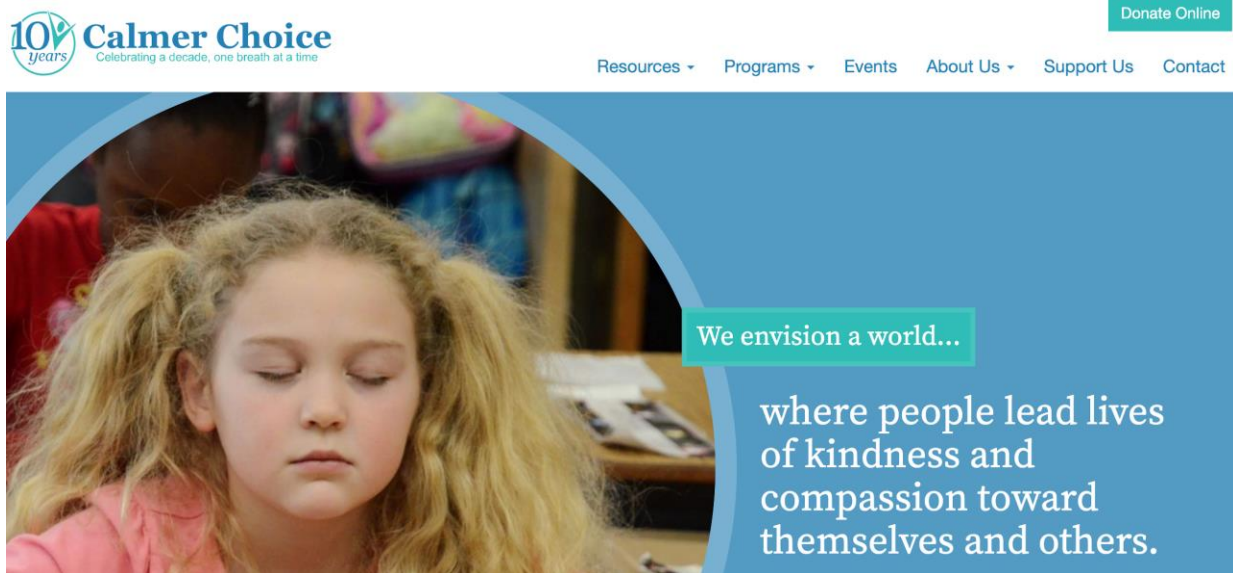 Donate Online
10 years
Calmer Choice
Celebrating a decade, one breath at a time
Resources Programs Events About Us Support Us Contact
We envision a world...
where people lead lives
of kindness and
compassion toward
themselves and others.